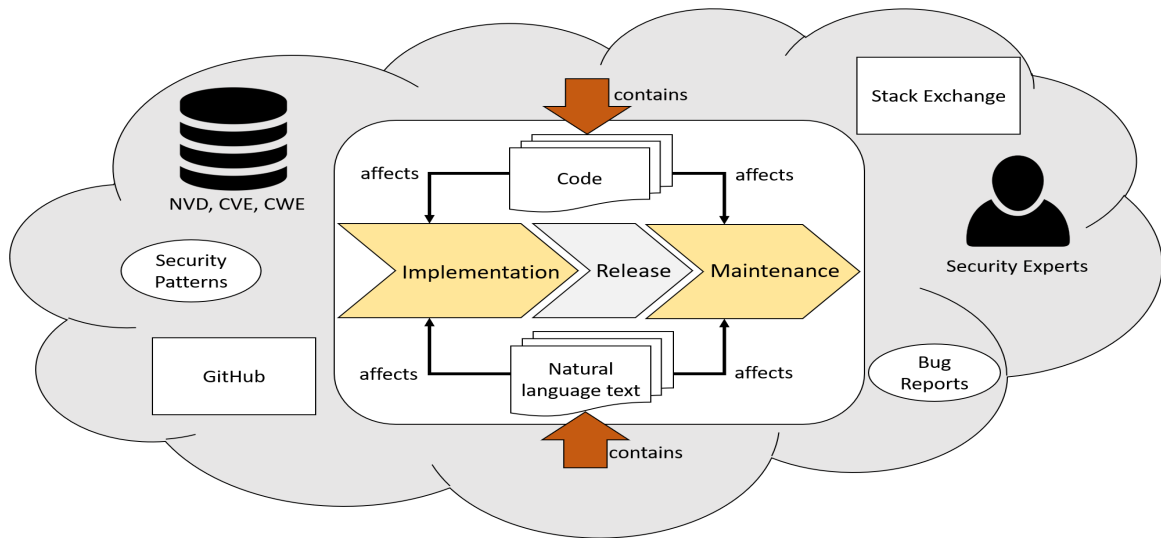 contains
Stack Exchange
Code
affects
affects
NVD, CVE, CWE
Security
Patterns
Implementation
Release
Maintenance
Security Experts
GitHub
affects
Natural
language text
affects
Bug
Reports
contains